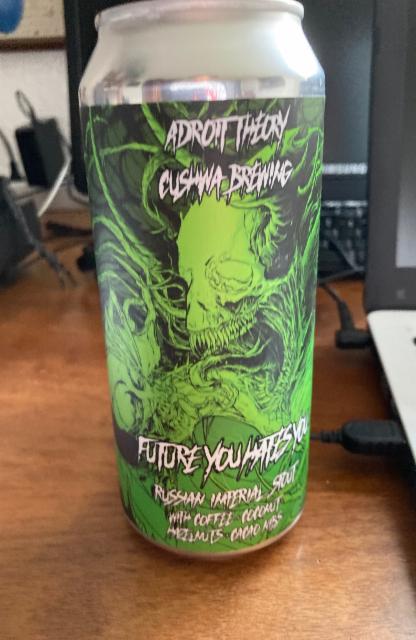 ADROIT THEORY
CUSHWA BREWING
FUTURE YOU HATES YOU
RUSSIAN IMPERIAL STOUT
WITH COFFEE COCONUT
HAZELNUTS CACAO NIBS